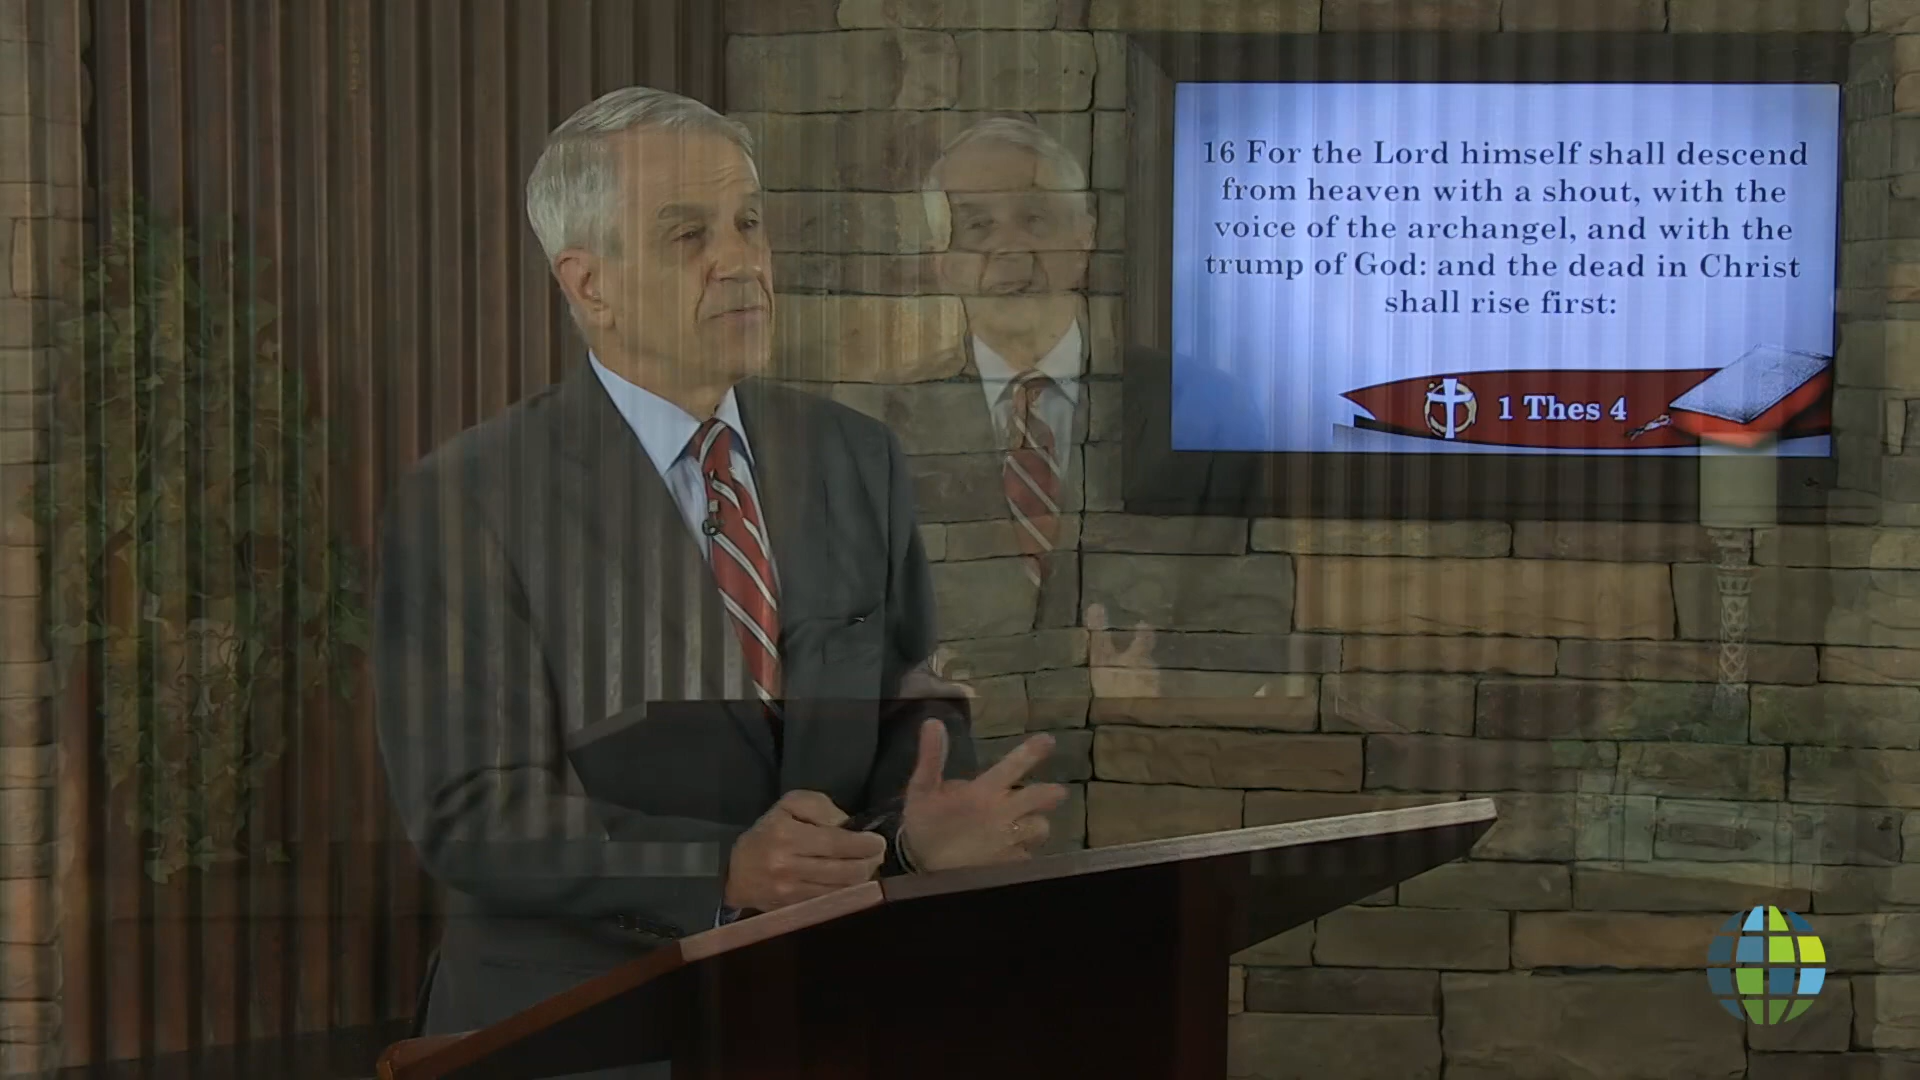 16 For the Lord himself shall descend
from heaven with a shout, with the
voice of the archangel, and with the
trump of God: and the dead in Christ
shall rise first:
1 Thes 4